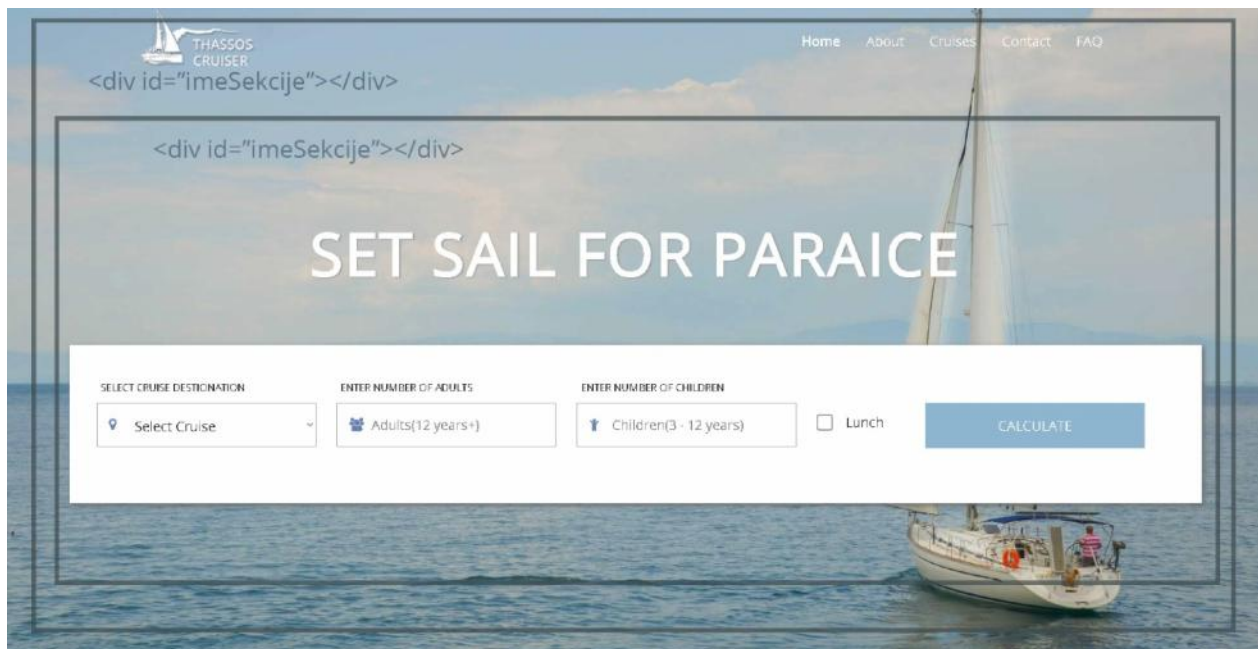 THASSOS
CRUISER
Home About Cruises Contact FAQ
<div id="imeSekcije"></div>
<div id="imeSekcije"></div>
SET SAIL FOR PARAICE
SELECT CRUISE DESTIONATION ENTER NUMBER OF ADULTS ENTER NUMBER OF CHILDREN
Select Cruise Adults(12 years+) Children(3 - 12 years) Lunch CALCULATE